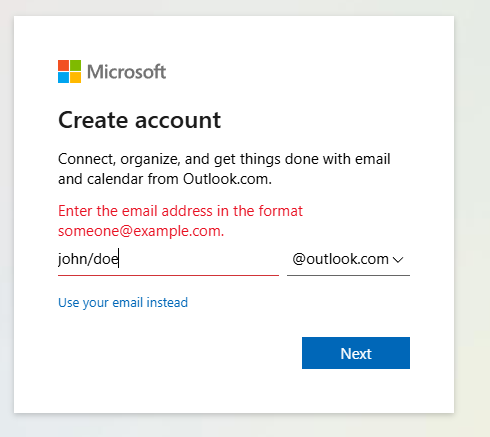 Microsoft
Create account
Connect, organize, and get things done with email
and calendar from Outlook.com.
Enter the email address in the format
someone@example.com.
john/doe @outlook.com
Use your email instead
Next